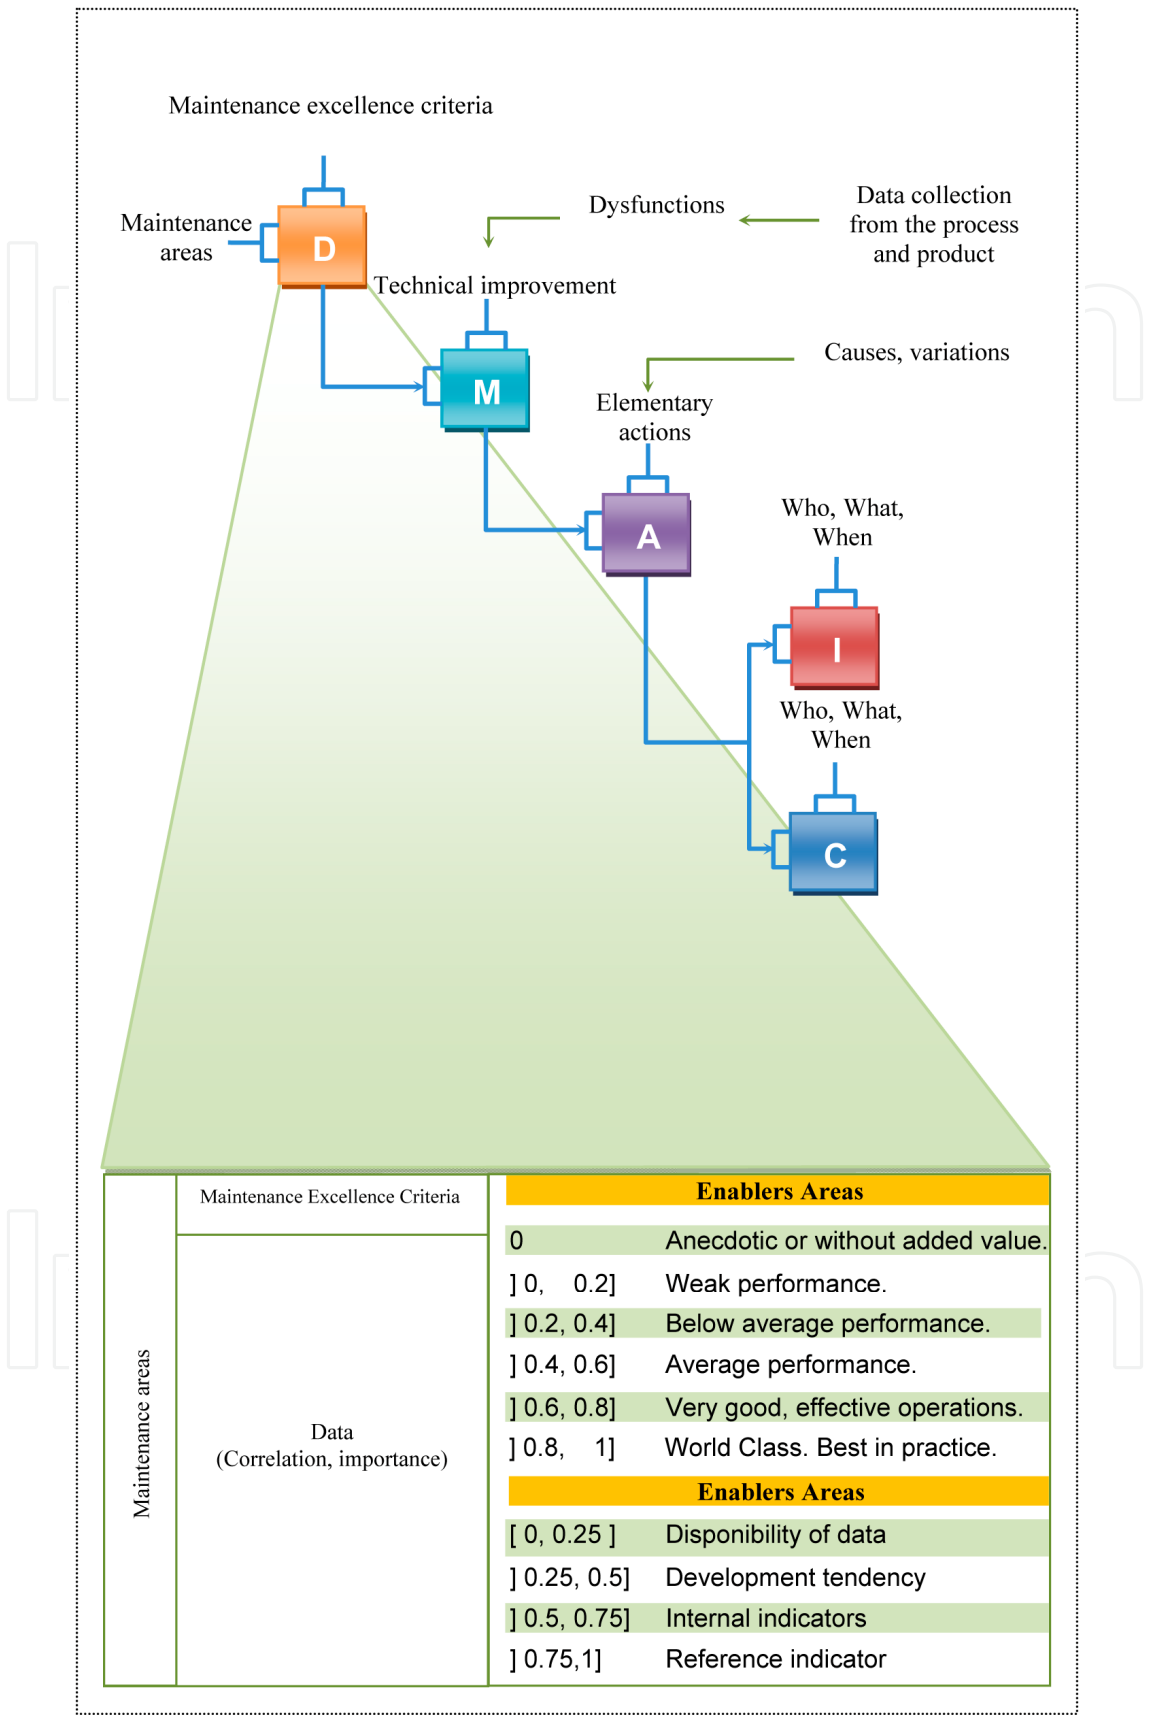 Maintenance excellence criteria
Maintenance
areas
D
Dysfunctions
Data collection
from the process
and product
Technical improvement
M
Causes, variations
Elementary
actions
A
Who, What,
When
I
Who, What,
When
C
Maintenance areas
Maintenance Excellence Criteria
Data
(Correlation, importance)
Enablers Areas
0 Anecdotic or without added value.
] 0, 0.2] Weak performance.
] 0.2, 0.4] Below average performance.
] 0.4, 0.6] Average performance.
] 0.6, 0.8] Very good, effective operations.
] 0.8, 1] World Class. Best in practice.
Enablers Areas
[ 0, 0.25 ] Disponibility of data
] 0.25, 0.5] Development tendency
] 0.5, 0.75] Internal indicators
] 0.75,1] Reference indicator